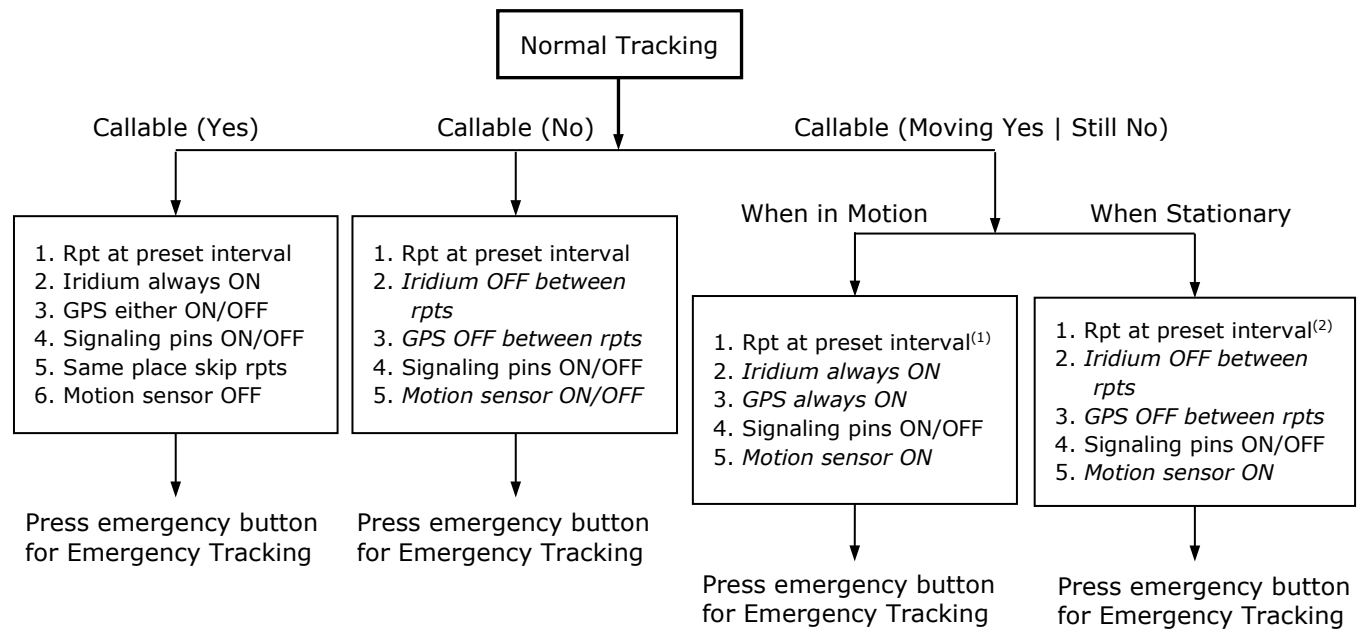 Normal Tracking
Callable (Yes)
Callable (No)
Callable (Moving Yes | Still No)
1. Rpt at preset interval
2. Iridium always ON
3. GPS either ON/OFF
4. Signaling pins ON/OFF
5. Same place skip rpts
6. Motion sensor OFF
Press emergency button
for Emergency Tracking
1. Rpt at preset interval
2. Iridium OFF between
rpts
3. GPS OFF between rpts
4. Signaling pins ON/OFF
5. Motion sensor ON/OFF
Press emergency button
for Emergency Tracking
When in Motion
1. Rpt at preset interval(1)
2. Iridium always ON
3. GPS always ON
4. Signaling pins ON/OFF
5. Motion sensor ON
Press emergency button
for Emergency Tracking
When Stationary
1. Rpt at preset interval(2)
2. Iridium OFF between
rpts
3. GPS OFF between rpts
4. Signaling pins ON/OFF
5. Motion sensor ON
Press emergency button
for Emergency Tracking